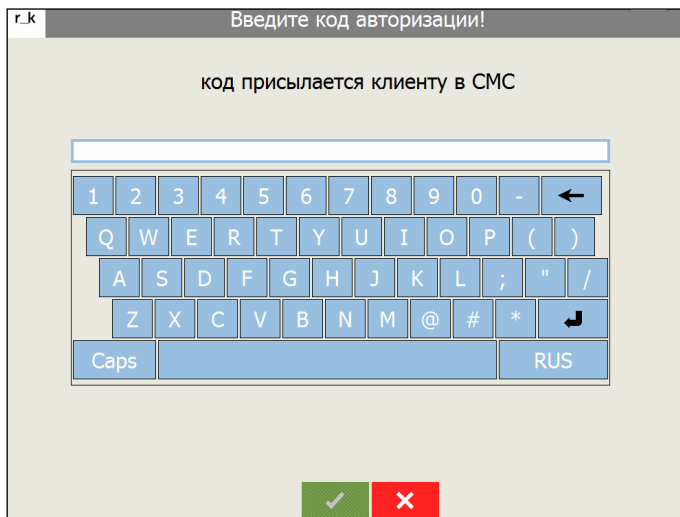 r_k
Введите код авторизации!
код присылается клиенту в СМС
1 2 3 4 5 6 7 8 9 0 -
Q W E R T Y U I O P ( )
A S D F G H J K L ; " /
Z X C V B N M @ # *
Caps RUS